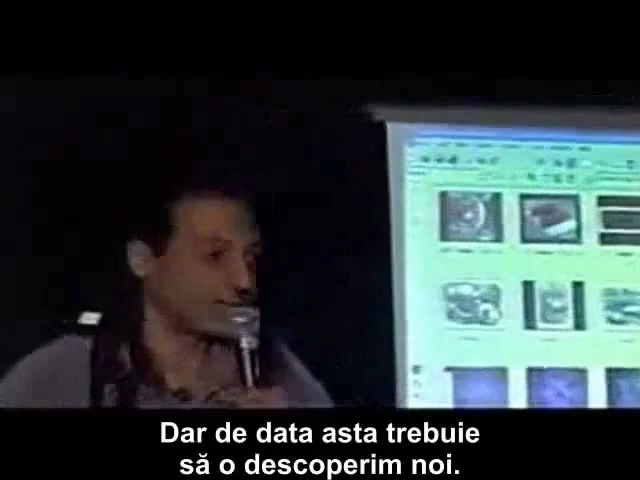 Dar de data asta trebuie
să o descoperim noi.